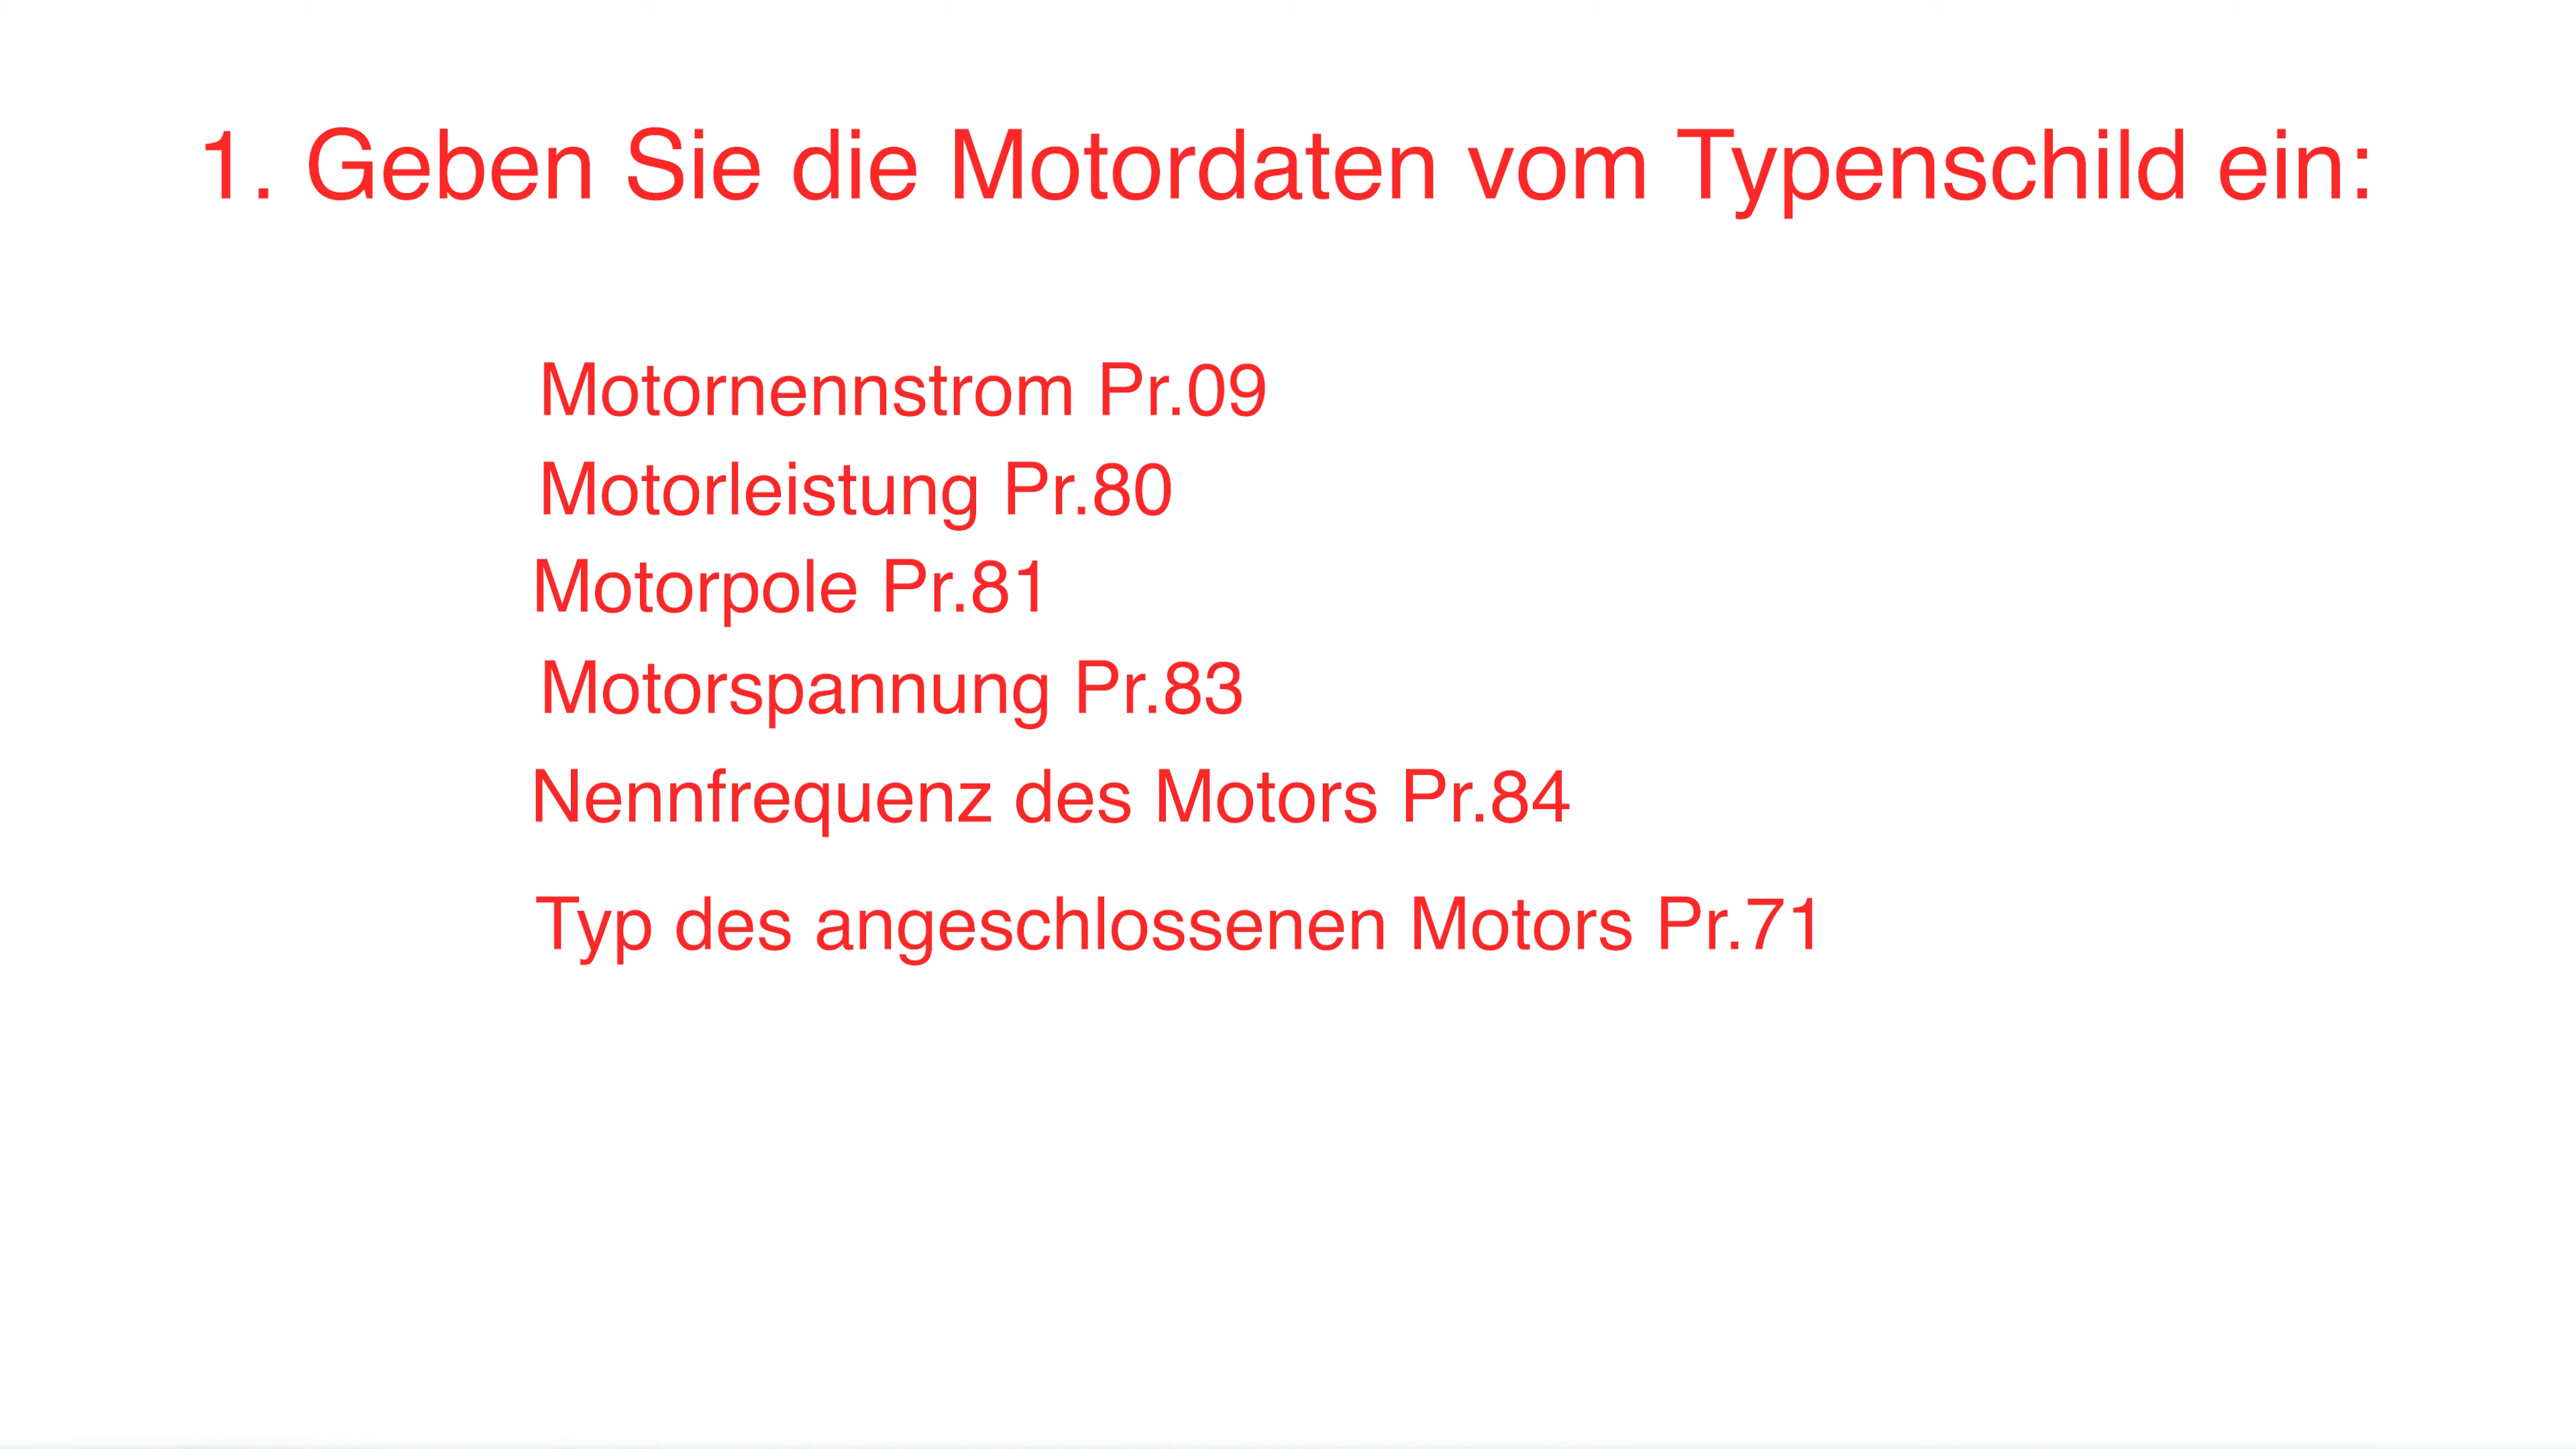 1. Geben Sie die Motordaten vom Typenschild ein:
Motornennstrom Pr.09
Motorleistung Pr.80
Motorpole Pr.81
Motorspannung Pr.83
Nennfrequenz des Motors Pr.84
Typ des angeschlossenen Motors Pr.71